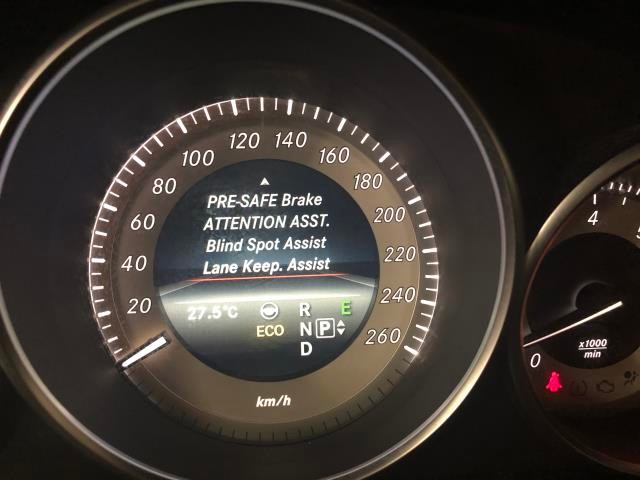 PRE-SAFE Brake
ATTENTION ASST.
Blind Spot Assist
Lane Keep. Assist
27.5°C
ECO
R
N P
D
E
20
40
60
80
100
120
140
160
180
200
220
240
260
km/h
0
4
x1000
min